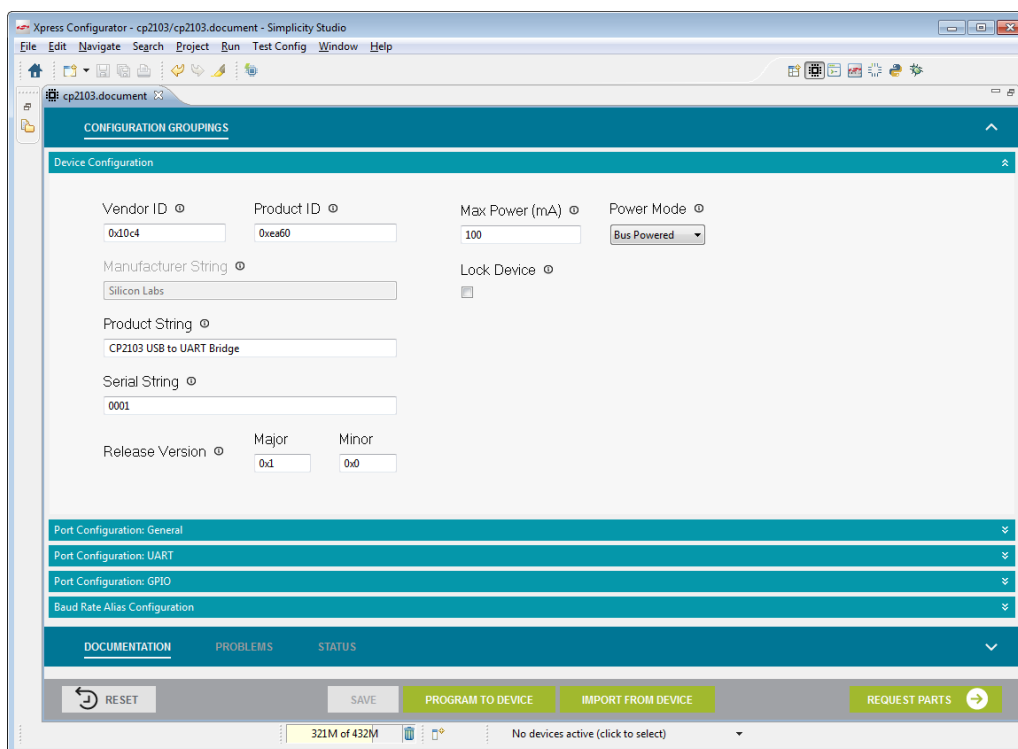 Xpress Configurator - cp2103/cp2103.document - Simplicity Studio
File Edit Navigate Search Project Run Test Config Window Help
cp2103.document
CONFIGURATION GROUPINGS
Device Configuration
Vendor ID Product ID Max Power (mA) Power Mode
0x10c4 0xea60 100 Bus Powered
Manufacturer String Lock Device
Silicon Labs
Product String
CP2103 USB to UART Bridge
Serial String
0001
Release Version Major Minor
0x1 0x0
Port Configuration: General
Port Configuration: UART
Port Configuration: GPIO
Baud Rate Alias Configuration
DOCUMENTATION PROBLEMS STATUS
RESET SAVE PROGRAM TO DEVICE IMPORT FROM DEVICE REQUEST PARTS
321M of 432M No devices active (click to select)